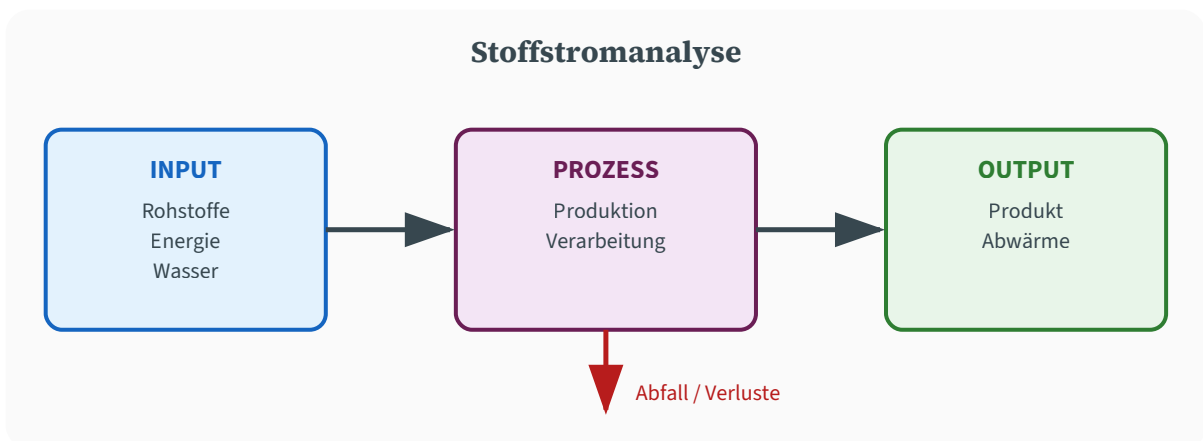 Stoffstromanalyse
INPUT
Rohstoffe
Energie
Wasser
PROZESS
Produktion
Verarbeitung
OUTPUT
Produkt
Abwärme
Abfall / Verluste